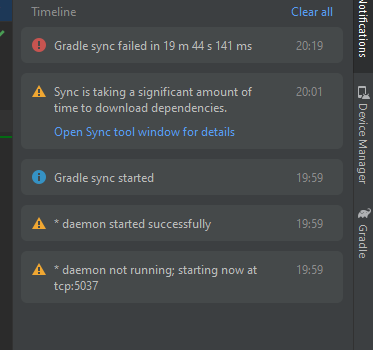 Timeline
Clear all
Gradle sync failed in 19 m 44 s 141 ms
20:19
Sync is taking a significant amount of
20:01
time to download dependencies.
Open Sync tool window for details
Gradle sync started
19:59
* daemon started successfully
19:59
* daemon not running; starting now at
19:59
tcp:5037
Notifications
Device Manager
Gradle